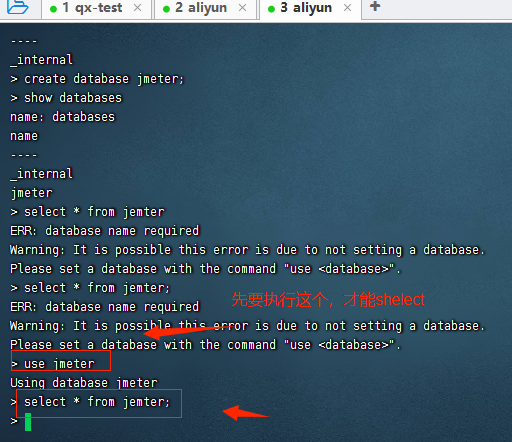 1 qx-test × 2 aliyun × 3 aliyun × +
----
_internal
> create database jmeter;
> show databases
name: databases
name
----
_internal
jmeter
> select * from jemter
ERR: database name required
Warning: It is possible this error is due to not setting a database.
Please set a database with the command "use <database>".
> select * from jemter;
ERR: database name required
先要执行这个，才能shelect
Warning: It is possible this error is due to not setting a database.
Please set a database with the command "use <database>".
> use jmeter
Using database jmeter
> select * from jemter;
>